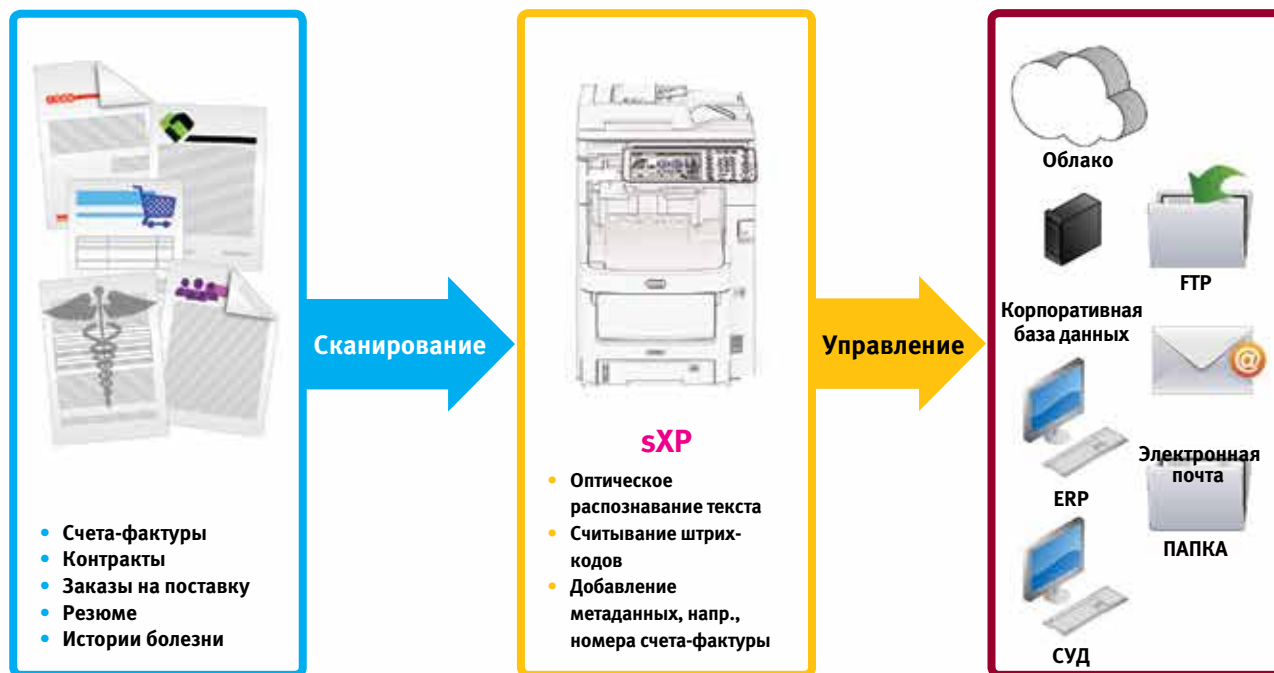 Счета-фактуры
Контракты
Заказы на поставку
Резюме
Истории болезни
Сканирование
sXP
Оптическое
распознавание текста
Считывание штрих-
кодов
Добавление
метаданных, напр.,
номера счета-фактуры
Управление
Облако
FTP
Корпоративная
база данных
@
Электронная
почта
ERP
ПАПКА
СУД